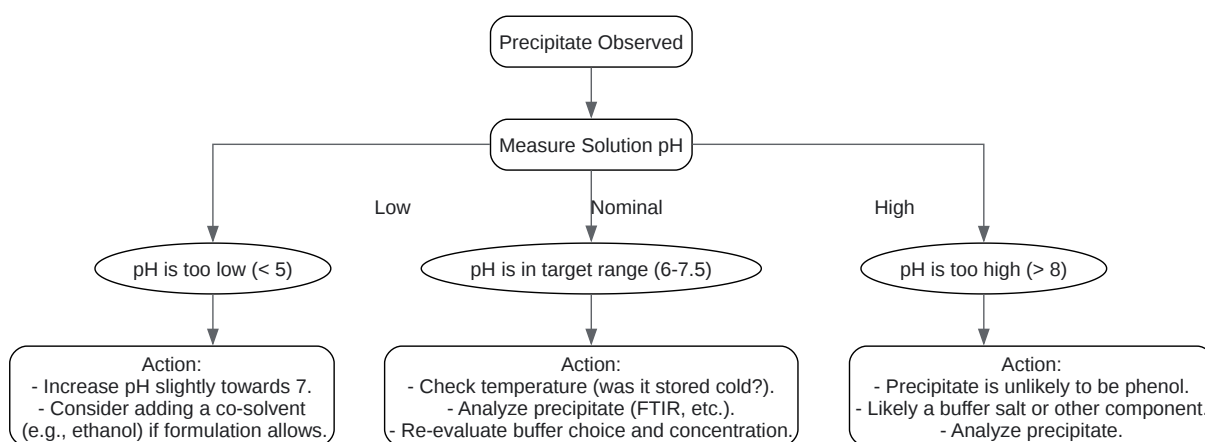 Precipitate Observed
Measure Solution pH
Low
Nominal
High
pH is too low (< 5)
pH is in target range (6-7.5)
pH is too high (> 8)
Action:
- Increase pH slightly towards 7.
- Consider adding a co-solvent
(e.g., ethanol) if formulation allows.
Action:
- Check temperature (was it stored cold?).
- Analyze precipitate (FTIR, etc.).
- Re-evaluate buffer choice and concentration.
Action:
- Precipitate is unlikely to be phenol.
- Likely a buffer salt or other component.
- Analyze precipitate.